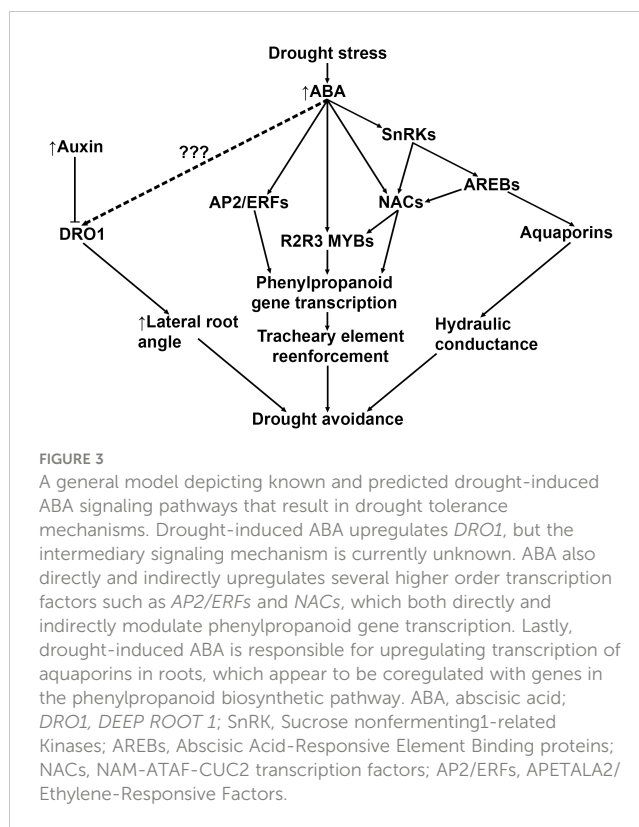 Drought stress
↑ABA
SnRKs
↑Auxin
???
AREBs
AP2/ERFs
NACs
DRO1
R2R3 MYBs
Aquaporins
Phenylpropanoid
gene transcription
↑Lateral root
angle
Tracheary element
reenforcement
Hydraulic
conductance
Drought avoidance
FIGURE 3
A general model depicting known and predicted drought-induced
ABA signaling pathways that result in drought tolerance
mechanisms. Drought-induced ABA upregulates DRO1, but the
intermediary signaling mechanism is currently unknown. ABA also
directly and indirectly upregulates several higher order transcription
factors such as AP2/ERFs and NACs, which both directly and
indirectly modulate phenylpropanoid gene transcription. Lastly,
drought-induced ABA is responsible for upregulating transcription of
aquaporins in roots, which appear to be coregulated with genes in
the phenylpropanoid biosynthetic pathway. ABA, abscisic acid;
DRO1, DEEP ROOT 1; SnRK, Sucrose nonfermenting1-related
Kinases; AREBs, Abscisic Acid-Responsive Element Binding proteins;
NACs, NAM-ATAF-CUC2 transcription factors; AP2/ERFs, APETALA2/
Ethylene-Responsive Factors.